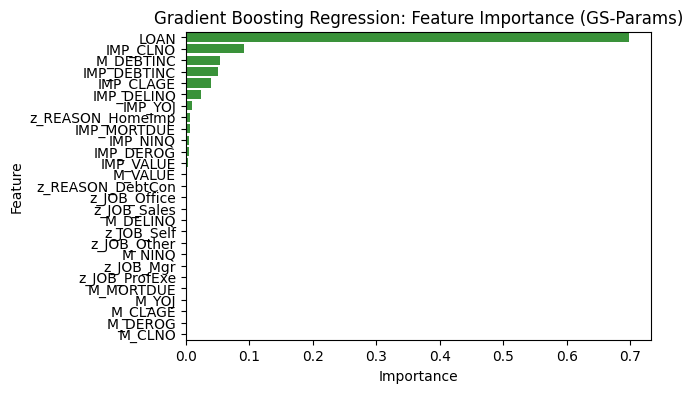 Gradient Boosting Regression: Feature Importance (GS-Params)
LOAN
IMP_CLNO
M_DEBTINC
IMP_DEBTINC
IMP_CLAGE
IMP_DELINQ
IMP_YOJ
z_REASON_HomeImp
IMP_MORTDUE
IMP_NINQ
IMP_DEROG
IMP_VALUE
M_VALUE
z_REASON_DebtCon
z_JOB_Office
z_JOB_Sales
M_DELINQ
z_JOB_Self
z_JOB_Other
M_NINQ
z_JOB_Mgr
z_JOB_ProfExe
M_MORTDUE
M_YOJ
M_CLAGE
M_DEROG
M_CLNO
Feature
0.0 0.1 0.2 0.3 0.4 0.5 0.6 0.7
Importance